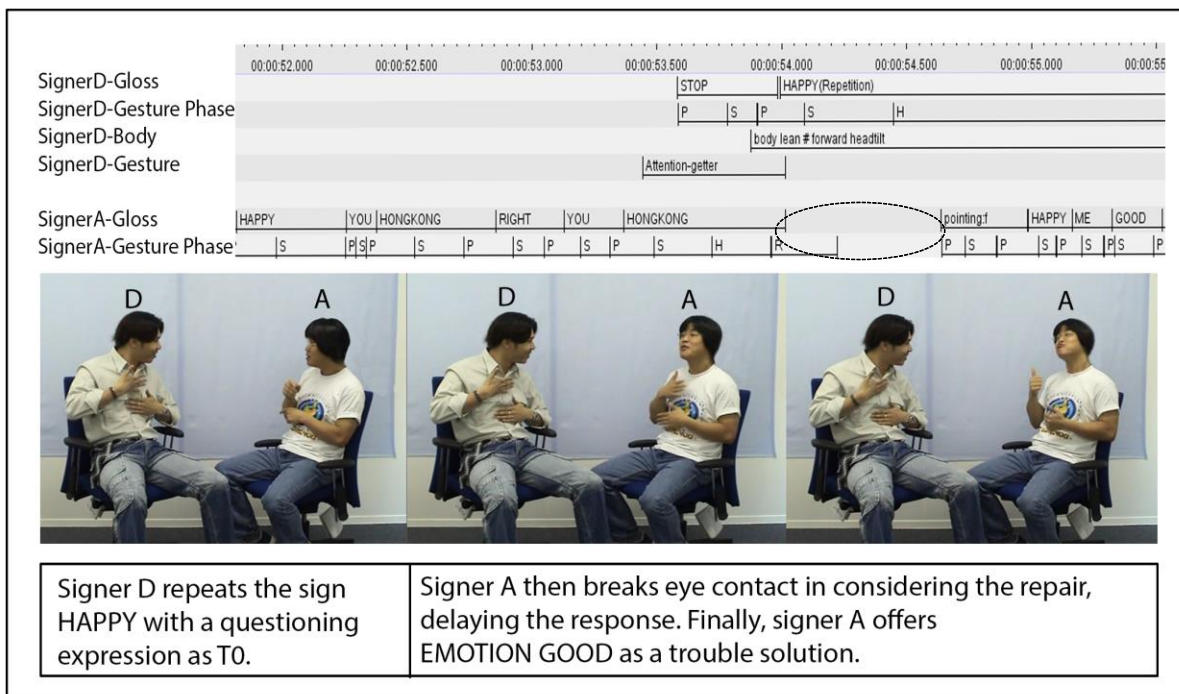 00:00:52.000 00:00:52.500 00:00:53.000 00:00:53.500 00:00:54.000 00:00:54.500 00:00:55.000 00:00:55
SignerD-Gloss STOP HAPPY(Repetition)
SignerD-Gesture Phase P S P S H
SignerD-Body body lean # forward headtilt
SignerD-Gesture Attention-getter
SignerA-Gloss HAPPY YOU HONGKONG RIGHT YOU HONGKONG pointing:f HAPPY ME GOOD
SignerA-Gesture Phase S P S P S P S P S P S H R P S P S P S P S P
D A D A D A
Signer D repeats the sign
HAPPY with a questioning
expression as T0.
Signer A then breaks eye contact in considering the repair,
delaying the response. Finally, signer A offers
EMOTION GOOD as a trouble solution.